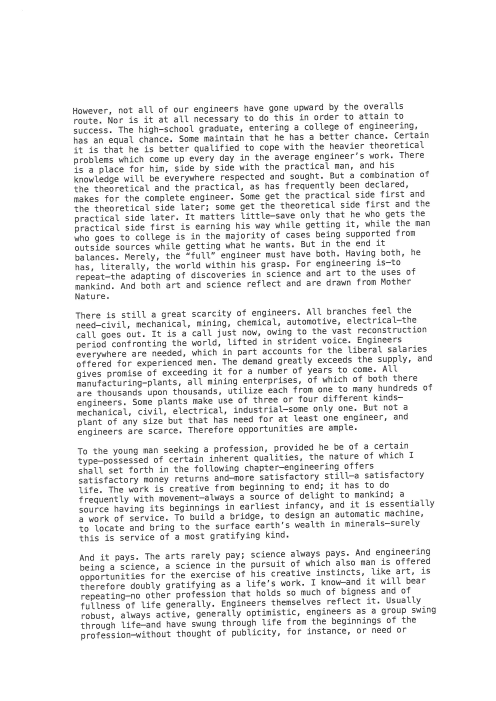 However, not all of our engineers have gone upward by the overalls
route. Nor is it at all necessary to do this in order to attain to
success. The high—school graduate, entering a college of engineering,
has an equal chance. Some maintain that he has a better chance. Certain
it is that he is better qualified to cope with the heavier theoretical
problems which come up every day in the average engineer's work. There
is a place for him, side by side with the practical man, and his
knowledge will be everywhere respected and sought. But a combination of
the theoretical and the practical, as has frequently been declared,
makes for the complete engineer. Some get the practical side first and
the theoretical side later; some get the theoretical side first and the
practical side later. It matters little—save only that he who gets the
practical side first is earning his way while getting it, while the man
who goes to college is in the majority of cases being supported from
outside sources while getting what he wants. But in the end it
balances. Merely, the “full” engineer must have both. Having both, he
has, literally, the world within his grasp. For engineering is—to
repeat—the adapting of discoveries in science and art to the uses of
mankind. And both art and science reflect and are drawn from Mother
Nature.

There is still a great scarcity of engineers. All branches feel the
need—civil, mechanical, mining, chemical, automotive, electrical—the
call goes out. It is a call just now, owing to the vast reconstruction
period confronting the world, lifted in strident voice. Engineers
everywhere are needed, which in part accounts for the liberal salaries
offered for experienced men. The demand greatly exceeds the supply, and
gives promise of exceeding it for a number of years to come. All
manufacturing—plants, all mining enterprises, of which of both there
are thousands upon thousands, utilize each from one to many hundreds of
engineers. Some plants make use of three or four different kinds—
mechanical, civil, electrical, industrial—some only one. But not a
plant of any size but that has need for at least one engineer, and
engineers are scarce. Therefore opportunities are ample.

To the young man seeking a profession, provided he be of a certain
type—possessed of certain inherent qualities, the nature of which I
shall set forth in the following chapter—engineering offers
satisfactory money returns and—more satisfactory still—a satisfactory
life. The work is creative from beginning to end; it has to do
frequently with movement—always a source of delight to mankind; a
source having its beginnings in earliest infancy, and it is essentially
a work of service. To build a bridge, to design an automatic machine,
to locate and bring to the surface earth's wealth in minerals—surely
this is service of a most gratifying kind.

And it pays. The arts rarely pay; science always pays. And engineering
being a science, a science in the pursuit of which also man is offered
opportunities for the exercise of his creative instincts, like art, is
therefore doubly gratifying as a life's work. I know—and it will bear
repeating—no other profession that holds so much of bigness and of
fullness of life generally. Engineers themselves reflect it. Usually
robust, always active, generally optimistic, engineers as a group swing
through life—and have swung through life from the beginnings of the
profession—without thought of publicity, for instance, or need or